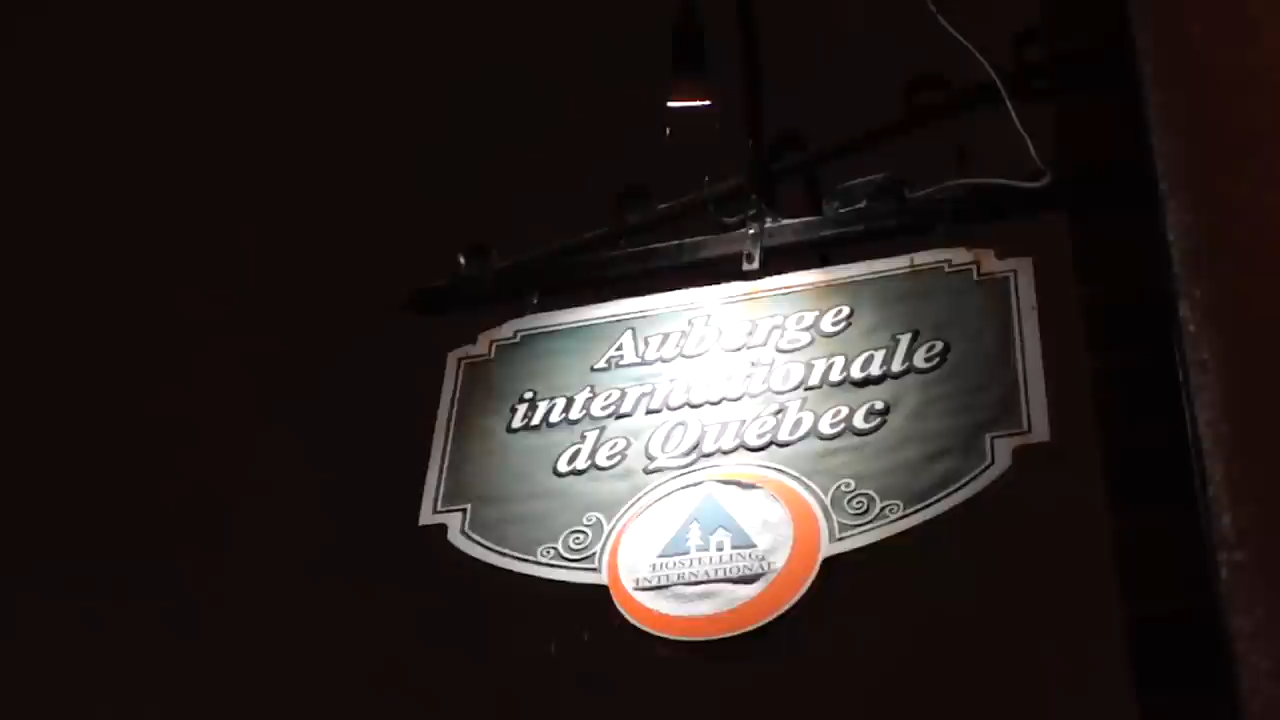 Auberge
internationale
de Québec
HOSTELLING
INTERNATIONAL